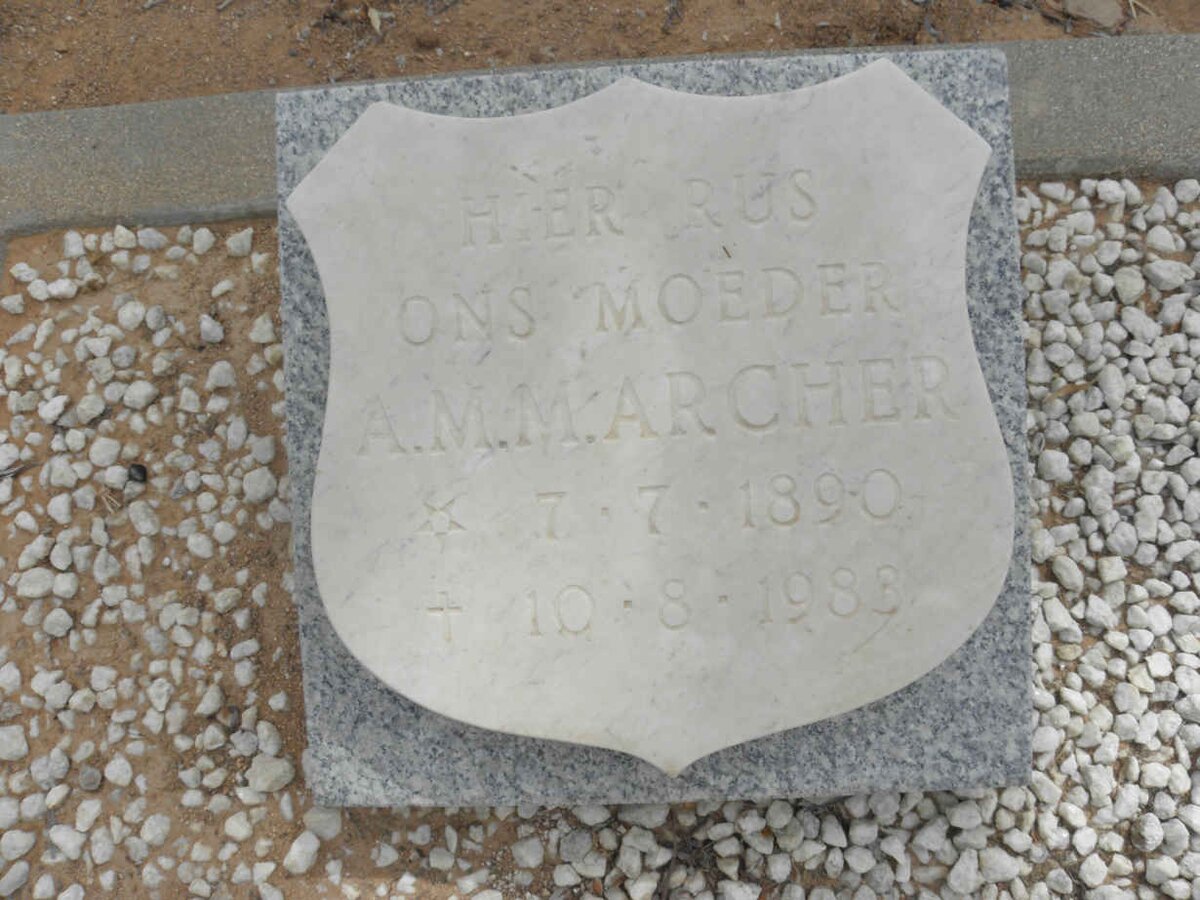 HIER RUS
ONS MOEDER
A.M.M. ARCHER
☆ 7·7·1890
✝ 10·8·1983